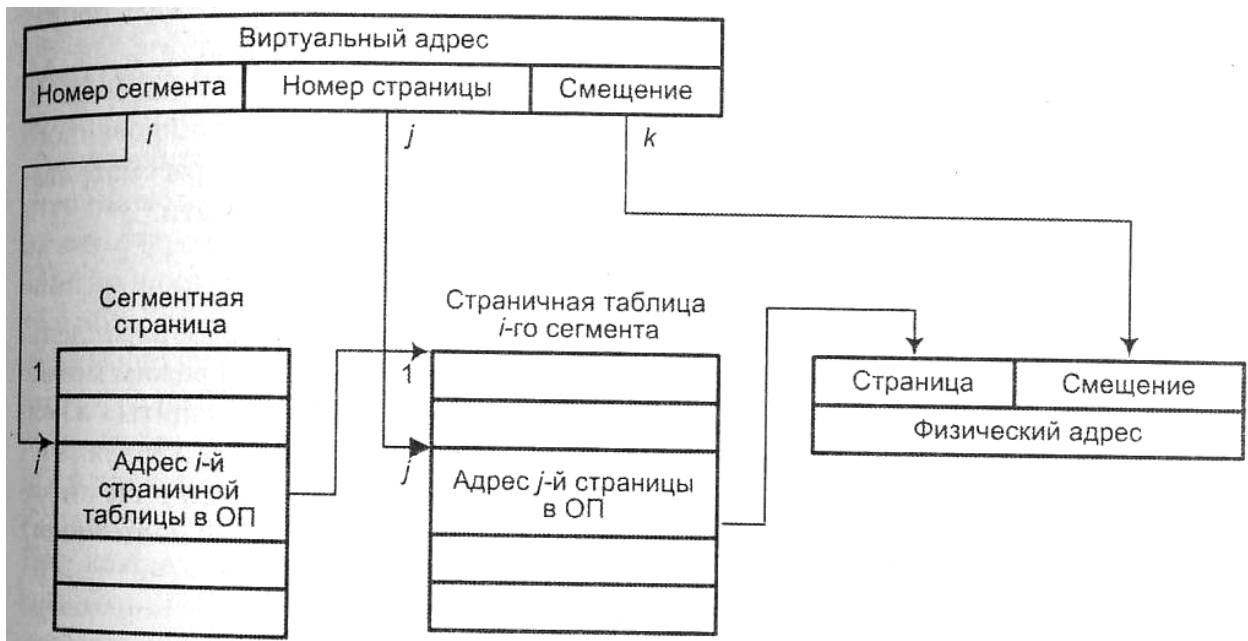 Виртуальный адрес
Номер сегмента
Номер страницы
Смещение
i
j
k
Сегментная
страница
Страничная таблица
i-го сегмента
1
1
Страница
Смещение
Физический адрес
i
Адрес i-й
страничной
таблицы в ОП
j
Адрес j-й страницы
в ОП